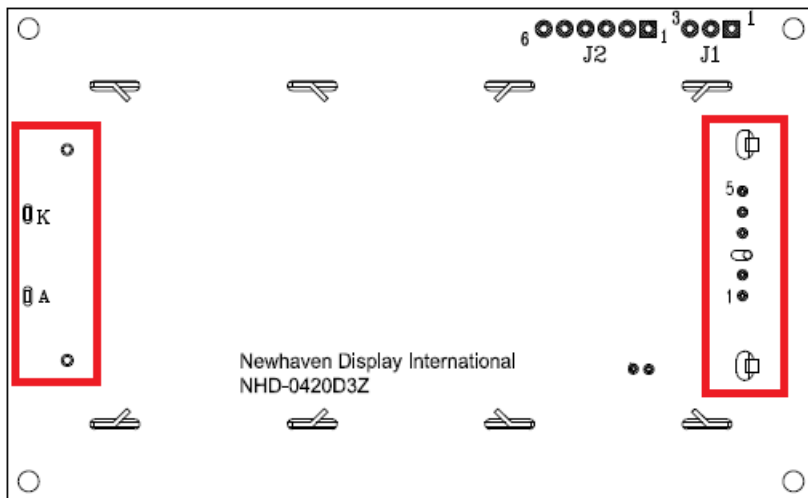 6 1 3 1
J2 J1
5
K
A
1
Newhaven Display International
NHD-0420D3Z